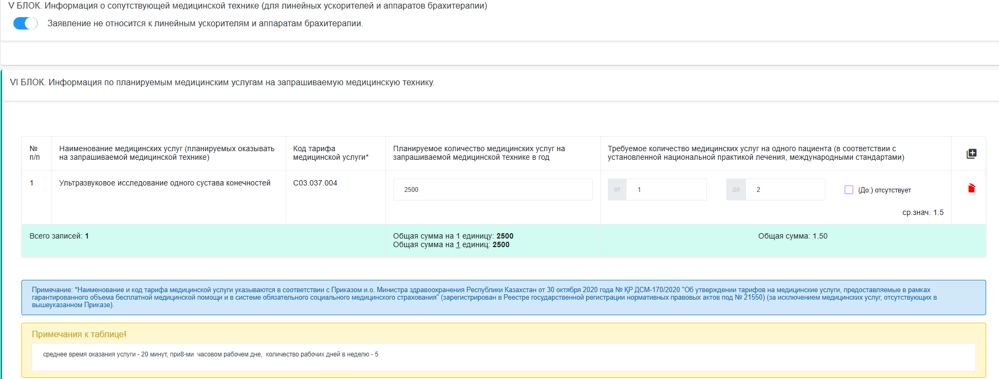 V БЛОК. Информация о сопутствующей медицинской технике (для линейных ускорителей и аппаратов брахитерапии)
Заявление не относится к линейным ускорителям и аппаратам брахитерапии.
VI БЛОК. Информация по планируемым медицинским услугам на запрашиваемую медицинскую технику.
№ п/п
Наименование медицинских услуг (планируемых оказывать
на запрашиваемой медицинской технике)
Код тарифа
медицинской услуги*
Планируемое количество медицинских услуг на
запрашиваемой медицинской технике в год
Требуемое количество медицинских услуг на одного пациента (в соответствии с
установленной национальной практикой лечения, международными стандартами)
1
Ультразвуковое исследование одного сустава конечностей
C03.037.004
2500
от 1
до 2
(До:) отсутствует
ср.знач. 1.5
Всего записей: 1
Общая сумма на 1 единицу: 2500
Общая сумма на 1 единиц: 2500
Общая сумма: 1.50
Примечание: *Наименование и код тарифа медицинской услуги указываются в соответствии с Приказом и.о. Министра здравоохранения Республики Казахстан от 30 октября 2020 года № ҚР ДСМ-170/2020 "Об утверждении тарифов на медицинские услуги, предоставляемые в рамках
гарантированного объема бесплатной медицинской помощи и в системе обязательного социального медицинского страхования" (зарегистрирован в Реестре государственной регистрации нормативных правовых актов под № 21550) (за исключением медицинских услуг, отсутствующих в
вышеуказанном Приказе).
Примечания к таблице!
среднее время оказания услуги - 20 минут, при8-ми  часовом рабочем дне,  количество рабочих дней в неделю - 5